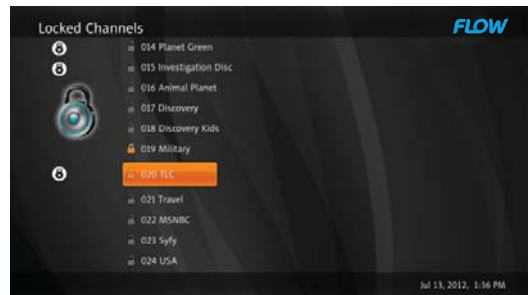 Locked Channels
FLOW
014 Planet Green
015 Investigation Disc
016 Animal Planet
017 Discovery
018 Discovery Kids
019 Military
020 TLC
021 Travel
022 MSNBC
023 Syfy
024 USA
Jul 13, 2012, 1:36 PM